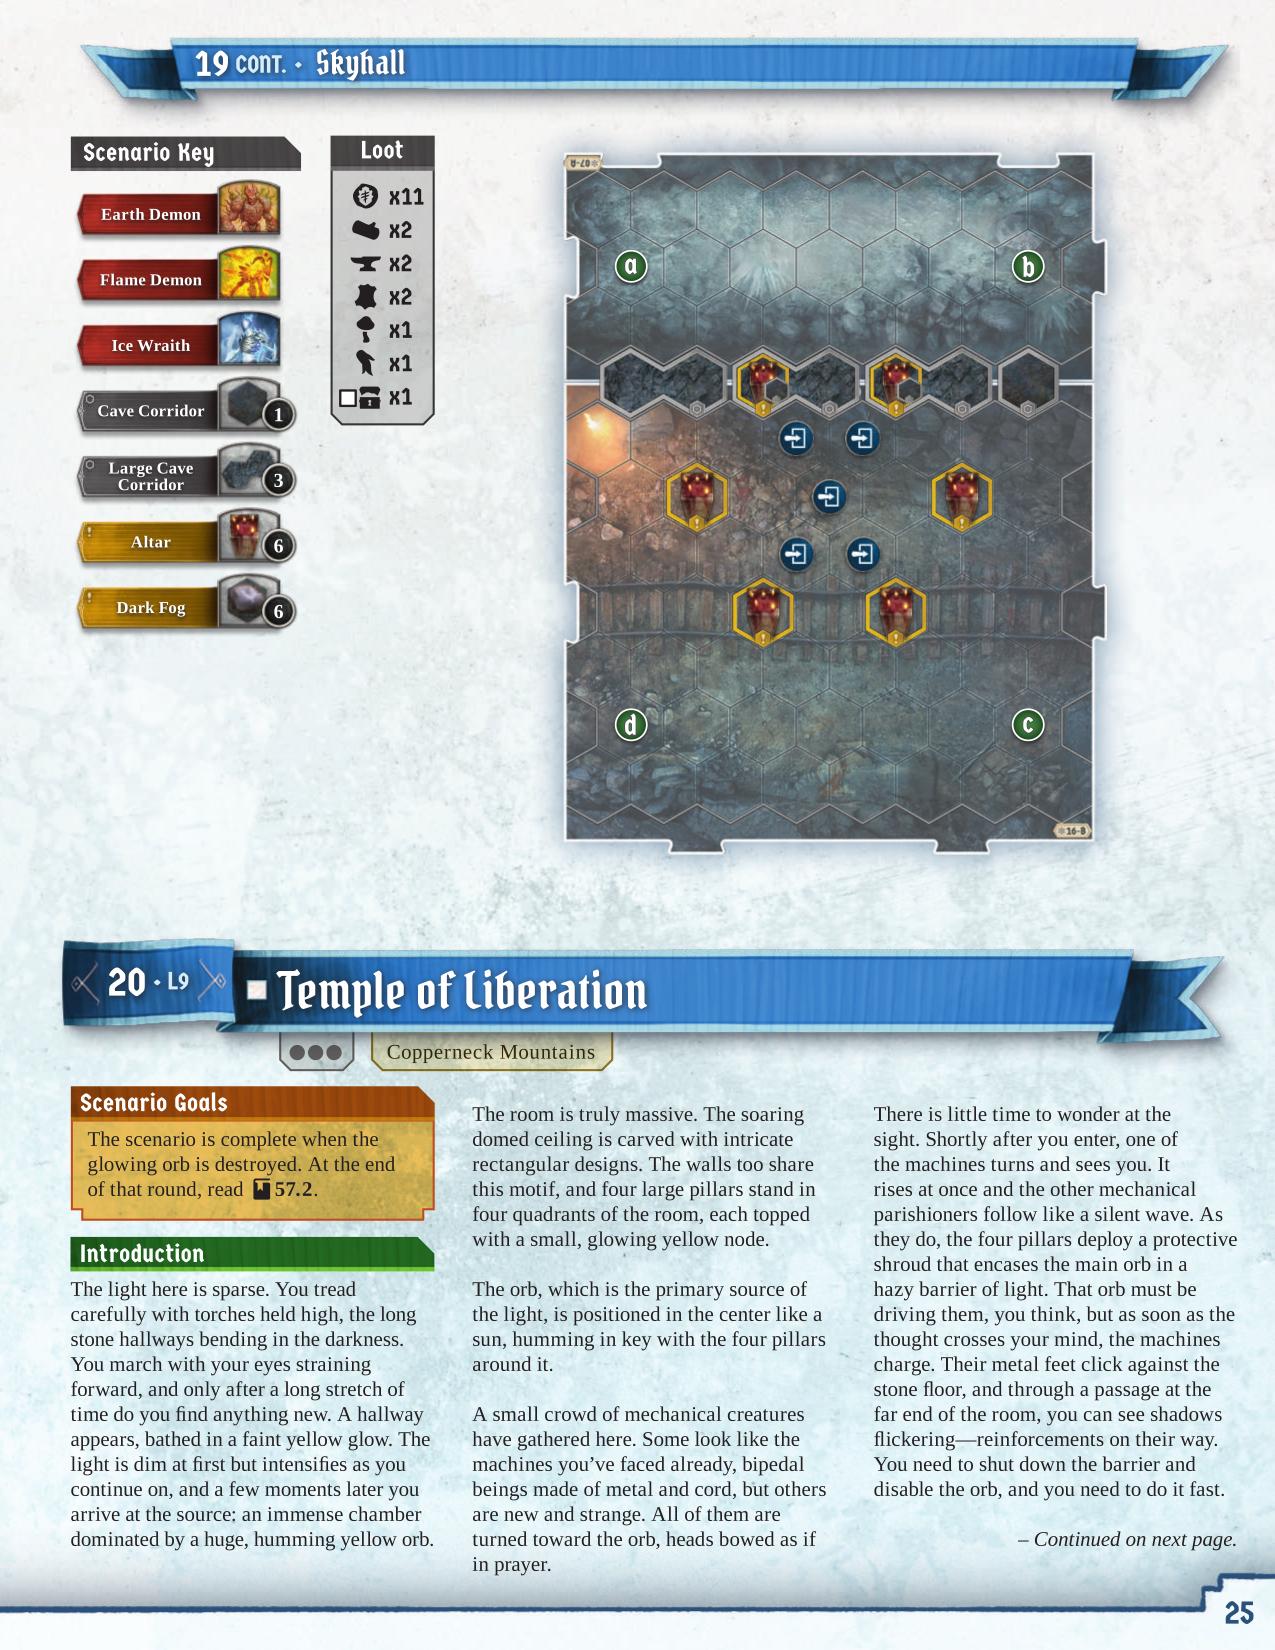 19 CONT. • Skyhall
Scenario Key
Earth Demon
Flame Demon
Ice Wraith
Cave Corridor
1
Large Cave
Corridor
3
Altar
6
Dark Fog
6
Loot
x11
x2
x2
x2
x1
x1
x1
07-A
a
b
d
c
16-B
20 • L9
Temple of Liberation
Copperneck Mountains
Scenario Goals
The scenario is complete when the
glowing orb is destroyed. At the end
of that round, read 57.2.
Introduction
The light here is sparse. You tread
carefully with torches held high, the long
stone hallways bending in the darkness.
You march with your eyes straining
forward, and only after a long stretch of
time do you find anything new. A hallway
appears, bathed in a faint yellow glow. The
light is dim at first but intensifies as you
continue on, and a few moments later you
arrive at the source: an immense chamber
dominated by a huge, humming yellow orb.
The room is truly massive. The soaring
domed ceiling is carved with intricate
rectangular designs. The walls too share
this motif, and four large pillars stand in
four quadrants of the room, each topped
with a small, glowing yellow node.
The orb, which is the primary source of
the light, is positioned in the center like a
sun, humming in key with the four pillars
around it.
A small crowd of mechanical creatures
have gathered here. Some look like the
machines you’ve faced already, bipedal
beings made of metal and cord, but others
are new and strange. All of them are
turned toward the orb, heads bowed as if
in prayer.
There is little time to wonder at the
sight. Shortly after you enter, one of
the machines turns and sees you. It
rises at once and the other mechanical
parishioners follow like a silent wave. As
they do, the four pillars deploy a protective
shroud that encases the main orb in a
hazy barrier of light. That orb must be
driving them, you think, but as soon as the
thought crosses your mind, the machines
charge. Their metal feet click against the
stone floor, and through a passage at the
far end of the room, you can see shadows
flickering—reinforcements on their way.
You need to shut down the barrier and
disable the orb, and you need to do it fast.
– Continued on next page.
25